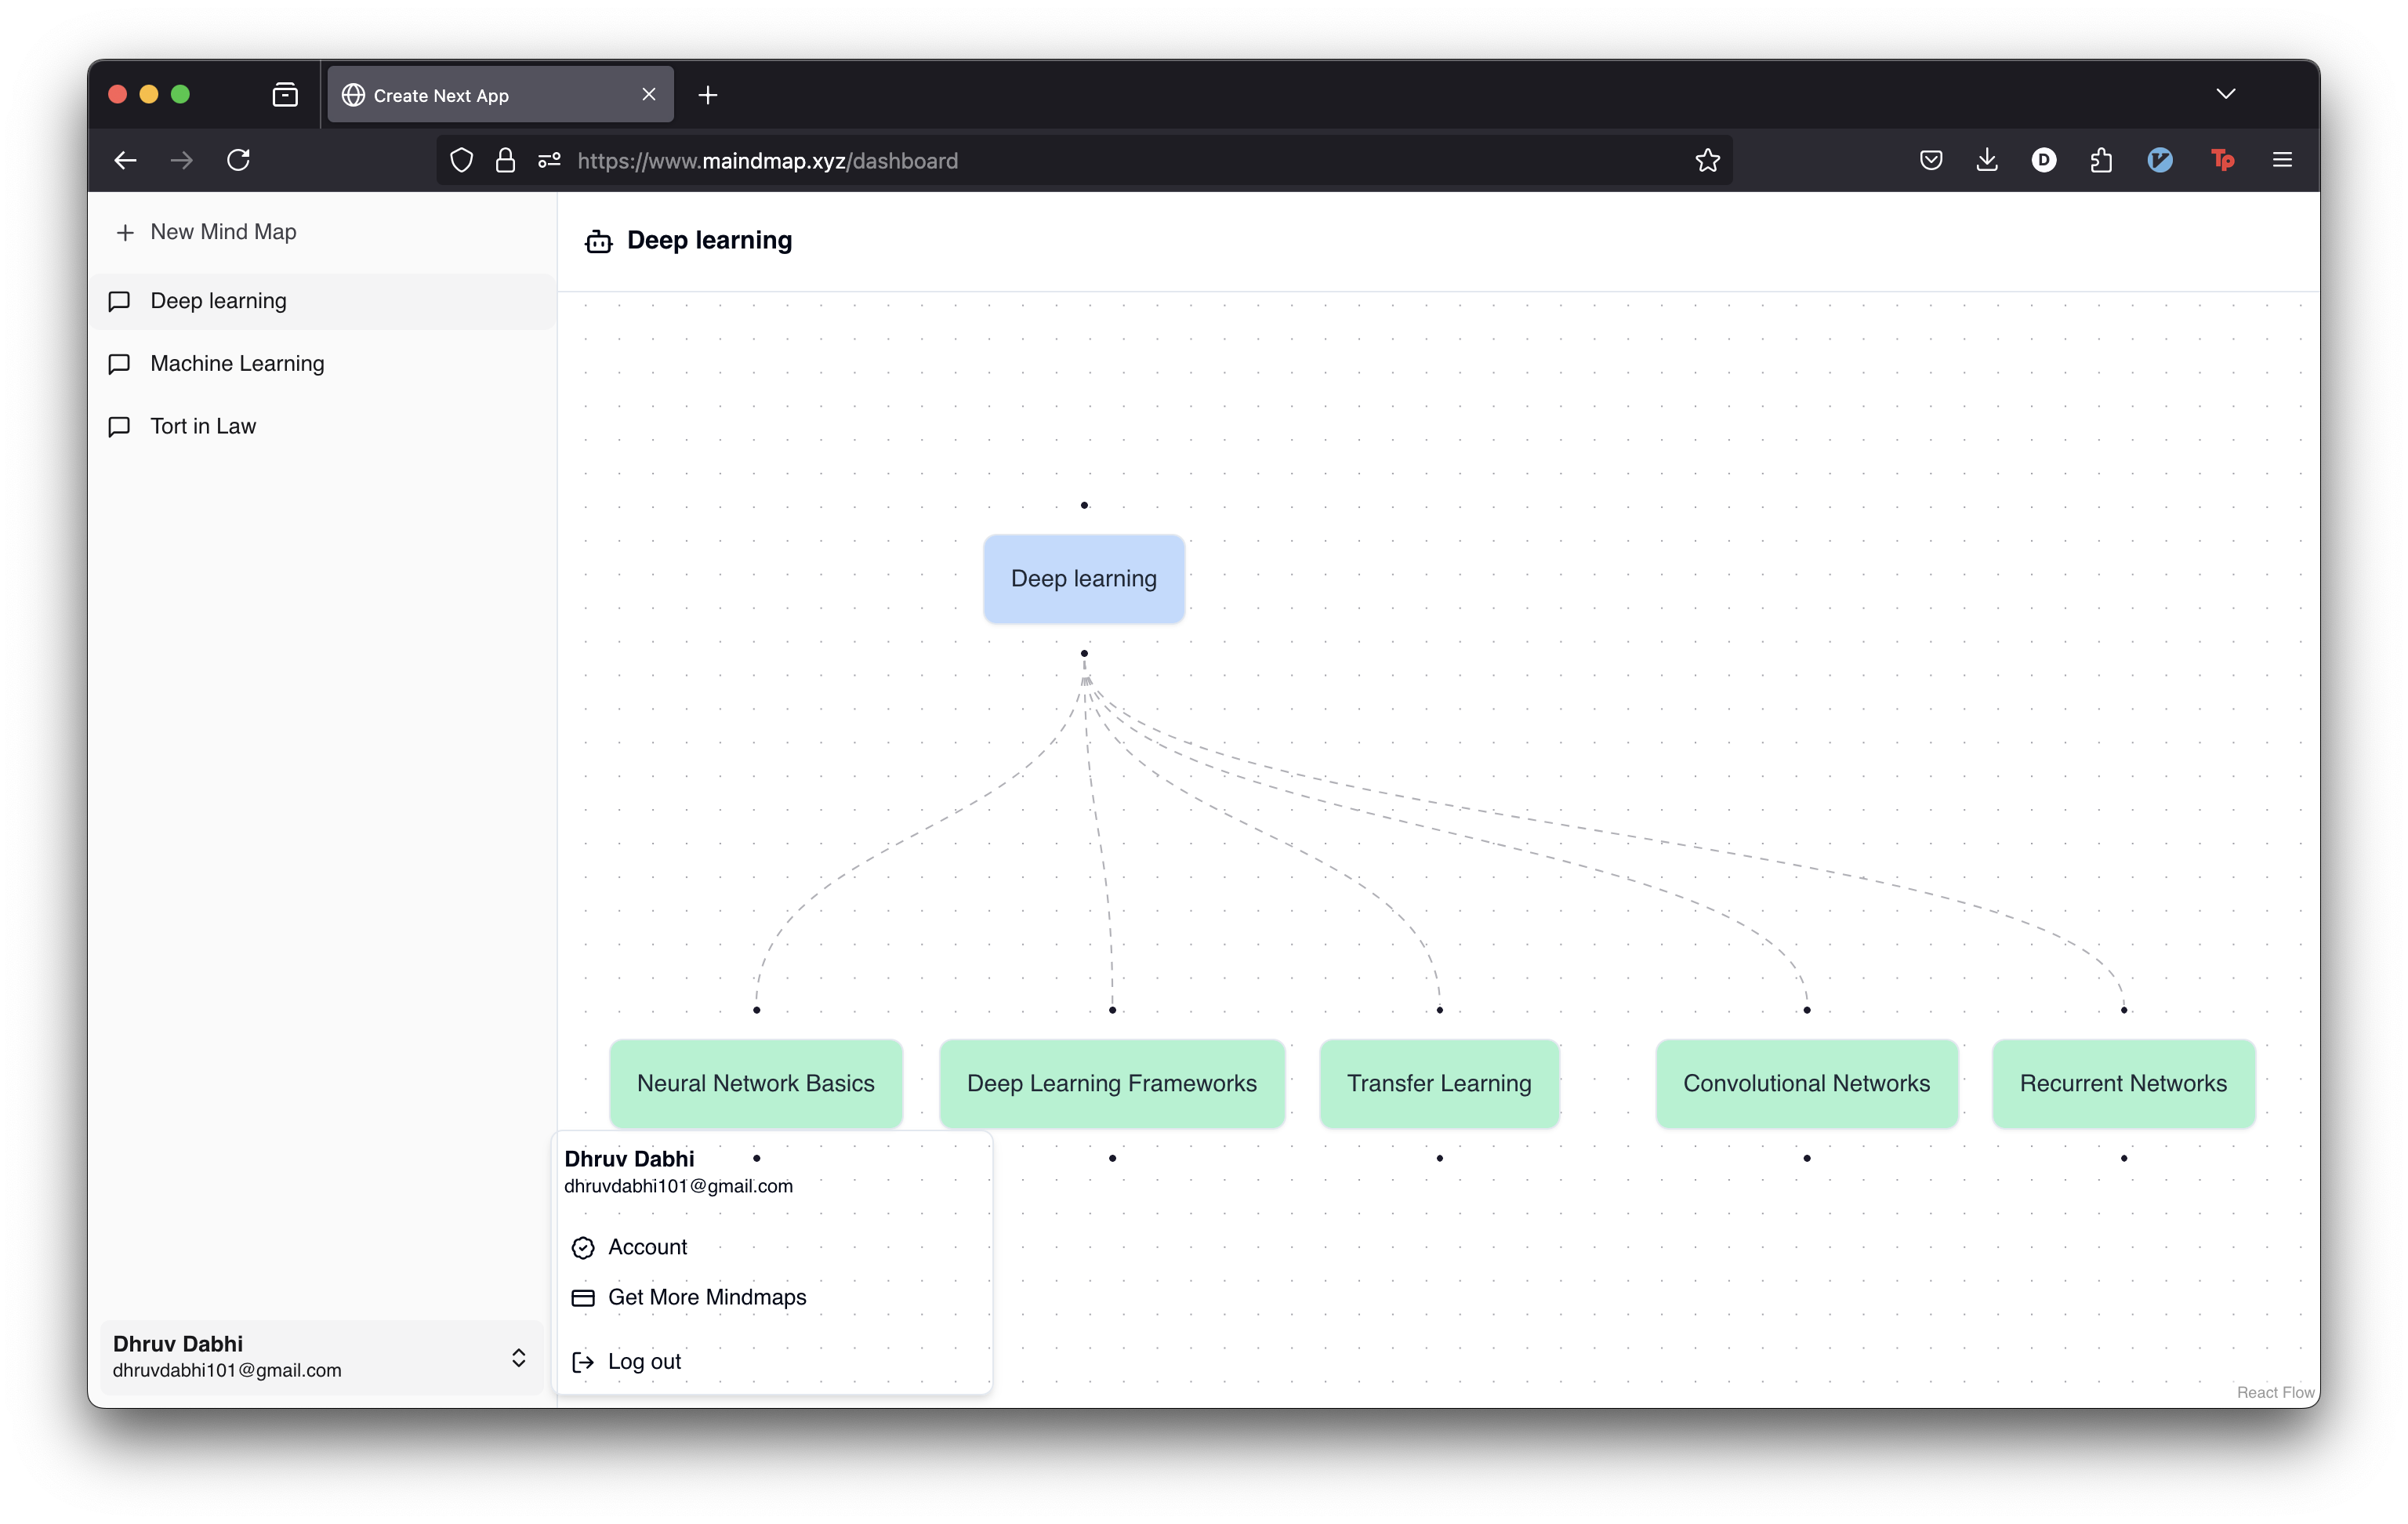 Create Next App
https://www.maindmap.xyz/dashboard
D
Tp
New Mind Map
Deep learning
Machine Learning
Tort in Law
Deep learning
Deep learning
Neural Network Basics
Deep Learning Frameworks
Transfer Learning
Convolutional Networks
Recurrent Networks
Dhruv Dabhi
dhruvdabhi101@gmail.com
Account
Get More Mindmaps
Log out
Dhruv Dabhi
dhruvdabhi101@gmail.com
React Flow